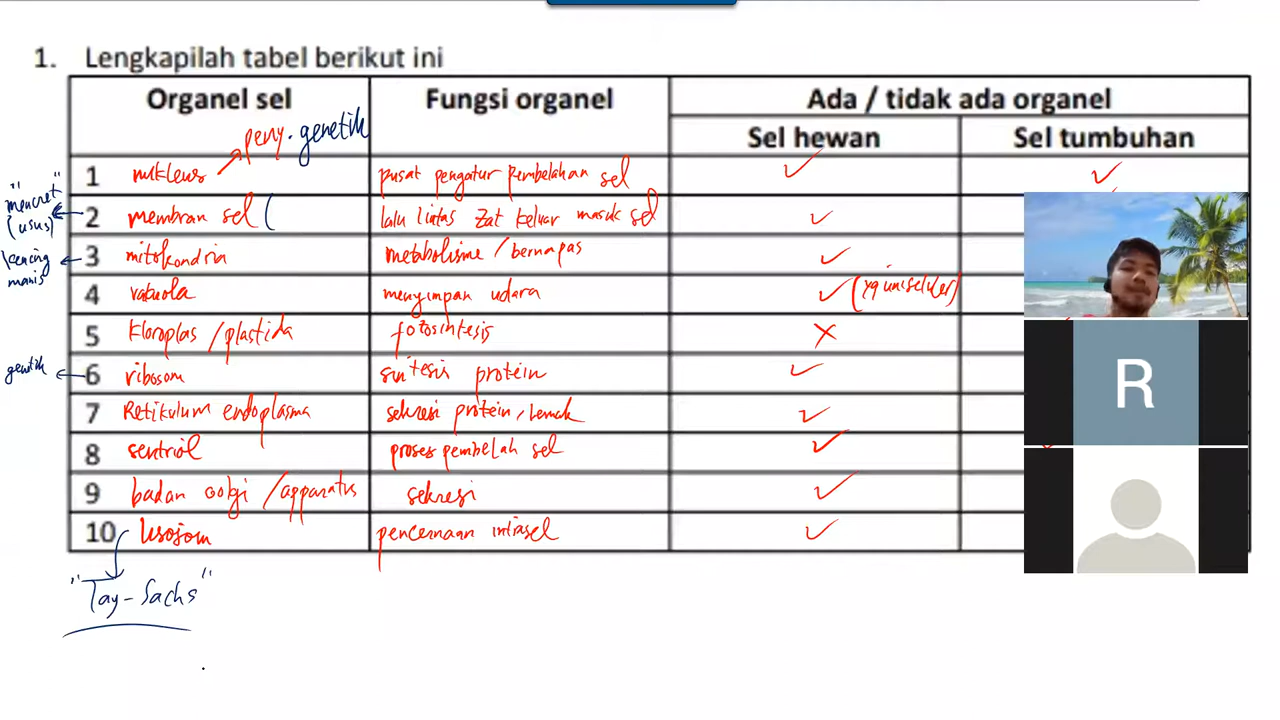 1. Lengkapilah tabel berikut ini
Organel sel Fungsi organel Ada / tidak ada organel
Sel hewan Sel tumbuhan
peny. genetik
1 nukleus pusat pengatur pembelahan sel ✓ ✓
"mencret" (usus)
2 membran sel ( lalu lintas zat keluar masuk sel ✓
kencing manis
3 mitokondria metabolisme / bernapas ✓
4 vakuola menyimpan udara ✓ (yg uniseluler)
5 kloroplas / plastida fotosintesis X
genetik
6 ribosom sintesis protein ✓
7 Retikulum endoplasma sekresi protein, lemak ✓
8 sentriol proses pembelah sel ✓
9 badan golgi / apparatus sekresi ✓
10 lisosom pencernaan intrasel ✓
"Tay-Sachs"
R